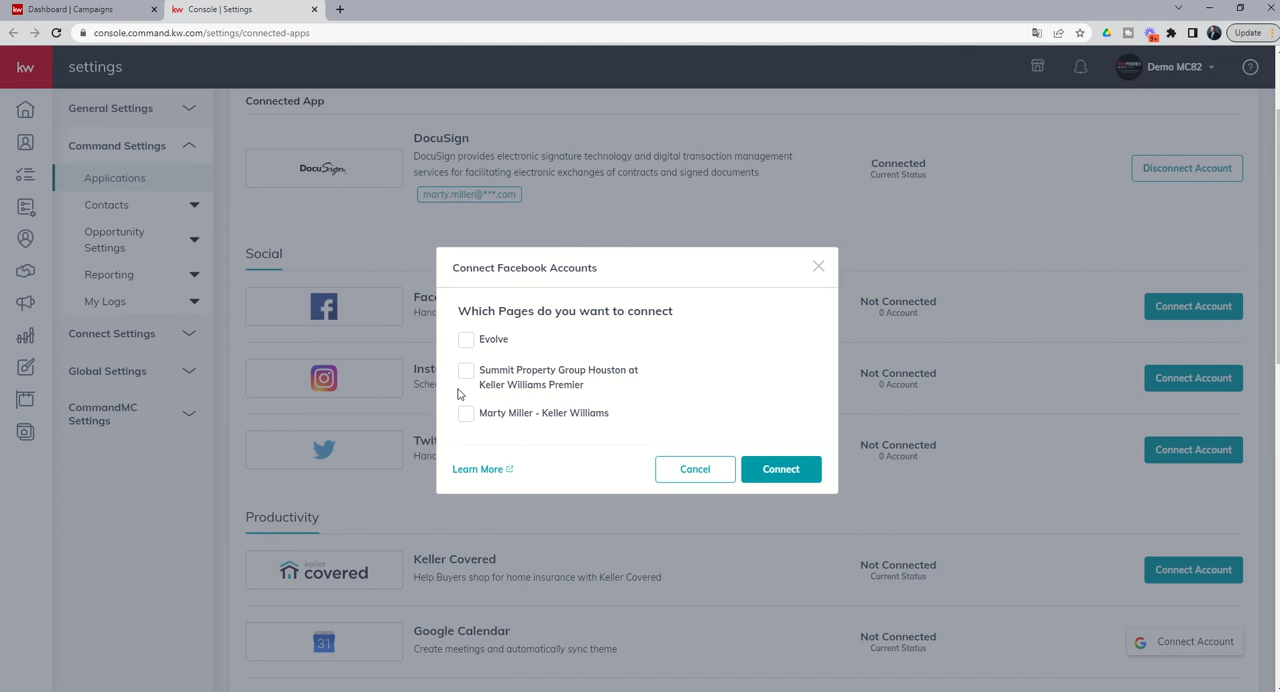 Dashboard | Campaigns
Console | Settings
console.command.kw.com/settings/connected-apps
9+
Update
kw
settings
Demo MC82
General Settings
Command Settings
Applications
Contacts
Opportunity
Settings
Reporting
My Logs
Connect Settings
Global Settings
CommandMC
Settings
Connected App
DocuSign
DocuSign
DocuSign provides electronic signature technology and digital transaction management
services for facilitating electronic exchanges of contracts and signed documents
marty.miller@***.com
Connected
Current Status
Disconnect Account
Social
Not Connected
0 Account
Connect Account
Not Connected
0 Account
Connect Account
Not Connected
0 Account
Connect Account
Connect Facebook Accounts
Which Pages do you want to connect
Evolve
Summit Property Group Houston at
Keller Williams Premier
Marty Miller - Keller Williams
Learn More
Cancel
Connect
Productivity
keller
covered
Keller Covered
Help Buyers shop for home insurance with Keller Covered
Not Connected
Current Status
Connect Account
31
Google Calendar
Create meetings and automatically sync theme
Not Connected
Current Status
Connect Account